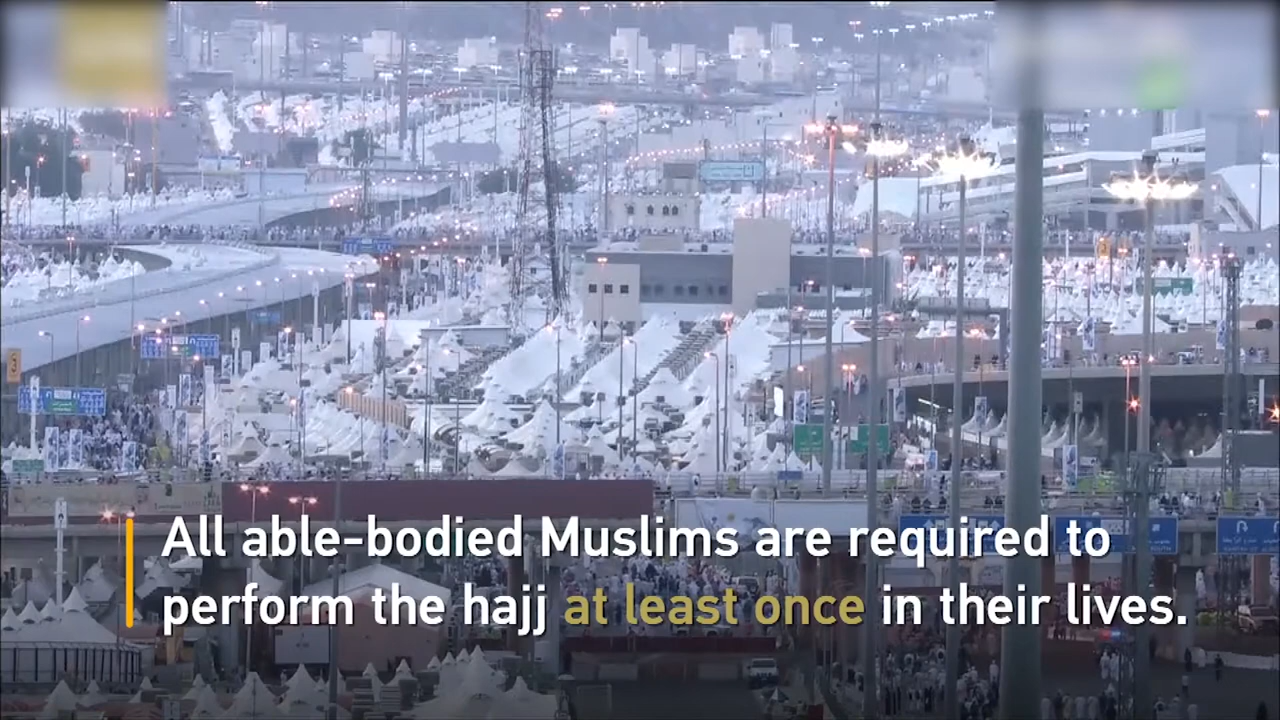 All able-bodied Muslims are required to
perform the hajj at least once in their lives.